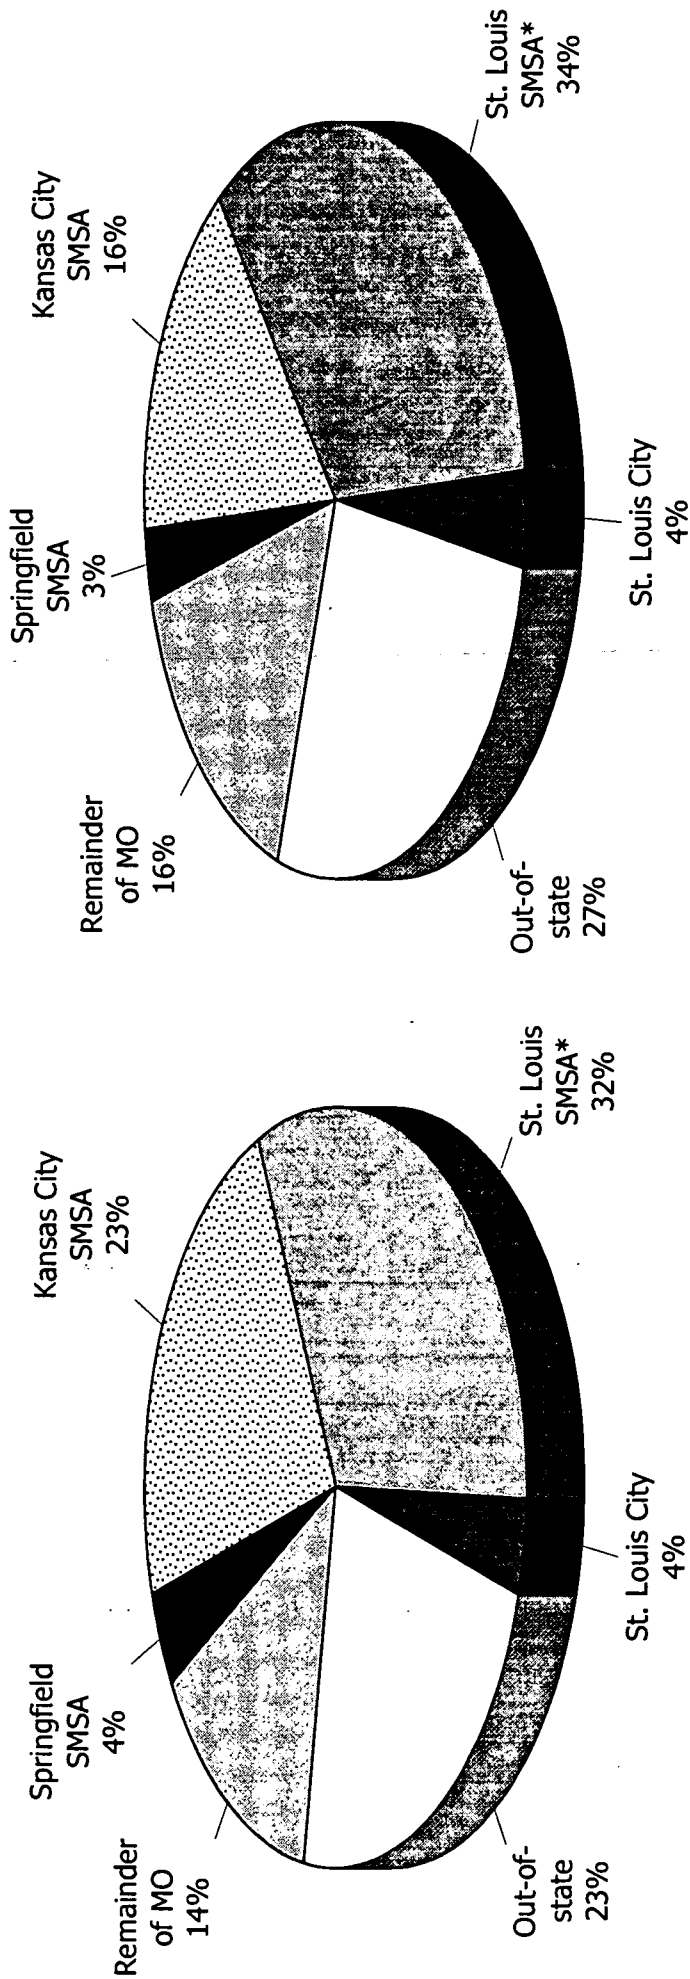 Kansas City
SMSA
23%
Springfield
SMSA
4%
Remainder
of MO
14%
Out-of-
state
23%
St. Louis City
4%
St. Louis
SMSA*
32%
Kansas City
SMSA
16%
Springfield
SMSA
3%
Remainder
of MO
16%
Out-of-
state
27%
St. Louis City
4%
St. Louis
SMSA*
34%